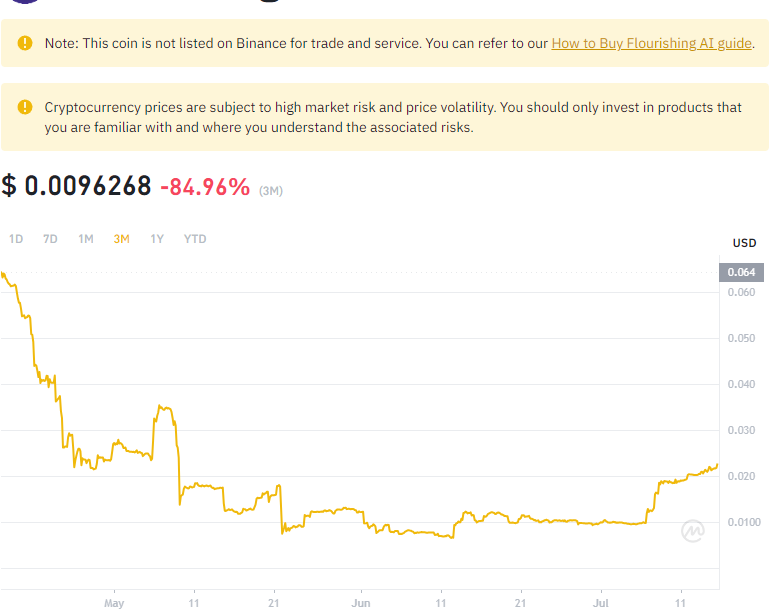 Note: This coin is not listed on Binance for trade and service. You can refer to our How to Buy Flourishing AI guide.
Cryptocurrency prices are subject to high market risk and price volatility. You should only invest in products that
you are familiar with and where you understand the associated risks.
$ 0.0096268 -84.96% (3M)
1D 7D 1M 3M 1Y YTD
USD
0.064
0.060
0.050
0.040
0.030
0.020
0.0100
May 11 21 Jun 11 21 Jul 11